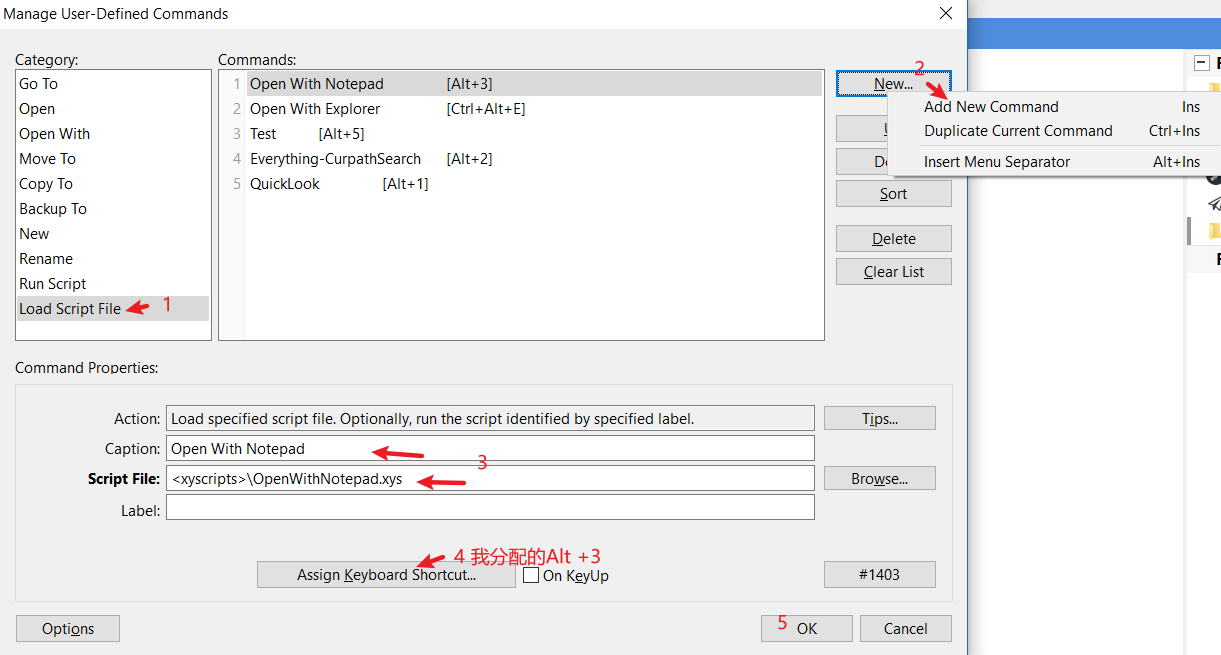 Manage User-Defined Commands
Category:
Go To
Open
Open With
Move To
Copy To
Backup To
New
Rename
Run Script
Load Script File
1
Commands:
1 Open With Notepad [Alt+3]
2 Open With Explorer [Ctrl+Alt+E]
3 Test [Alt+5]
4 Everything-CurpathSearch [Alt+2]
5 QuickLook [Alt+1]
2
New...
Add New Command Ins
Duplicate Current Command Ctrl+Ins
Insert Menu Separator Alt+Ins
Sort
Delete
Clear List
Command Properties:
Action: Load specified script file. Optionally, run the script identified by specified label.
Tips...
Caption: Open With Notepad
3
Script File: <xyscripts>\OpenWithNotepad.xys
Browse...
Label:
4 我分配的Alt +3
Assign Keyboard Shortcut...
On KeyUp
#1403
Options
5
OK
Cancel